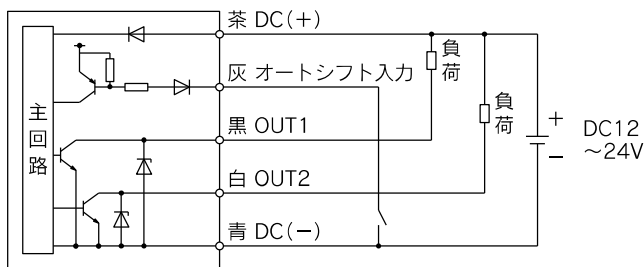 茶 DC(+)
負荷
灰 オートシフト入力
負荷
主回路
黒 OUT1
+
DC12
～24V
−
白 OUT2
青 DC(−)